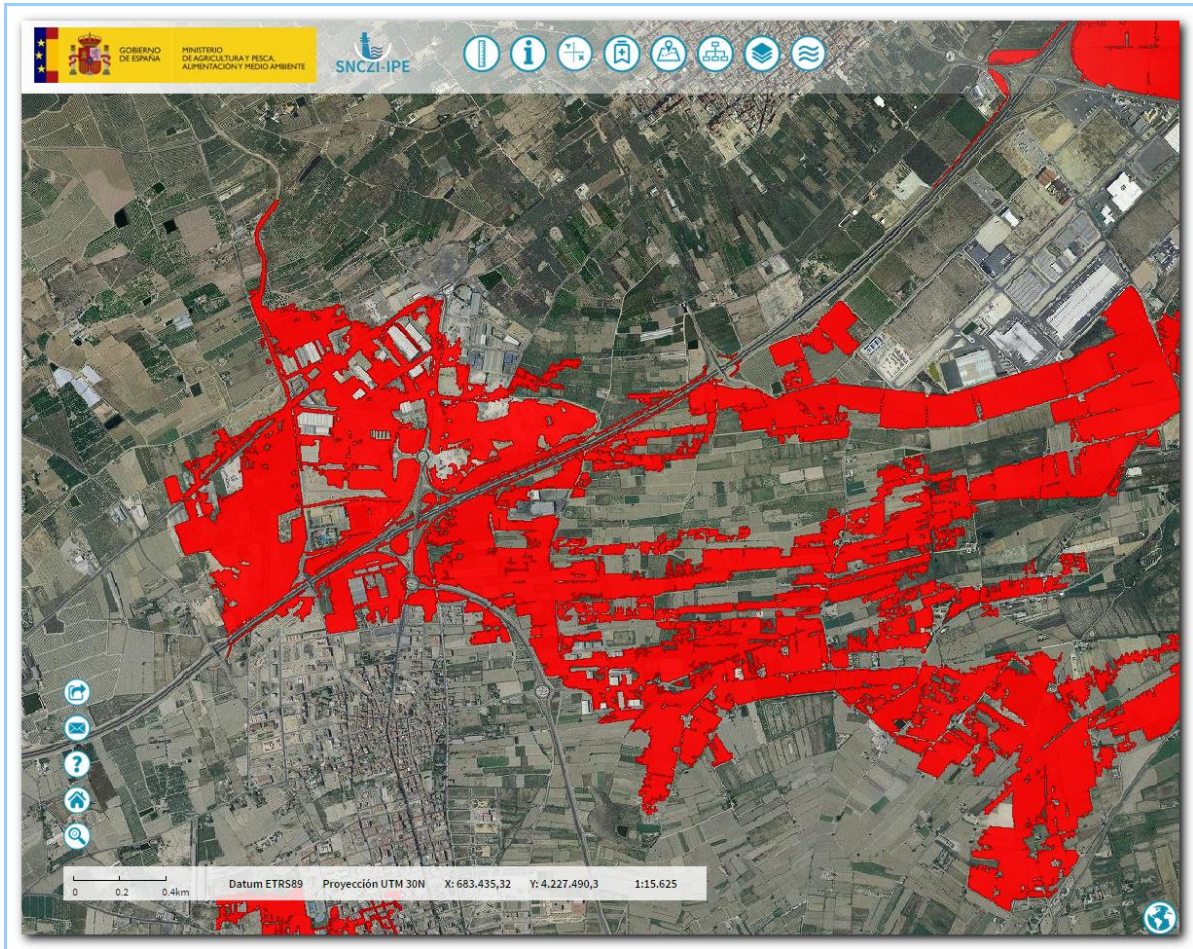 GOBIERNO
DE ESPAÑA
MINISTERIO
DE AGRICULTURA Y PESCA,
ALIMENTACIÓN Y MEDIO AMBIENTE
SNCZI-IPE
0 0.2 0.4km
Datum ETRS89 Proyección UTM 30N X: 683.435,32 Y: 4.227.490,3 1:15.625